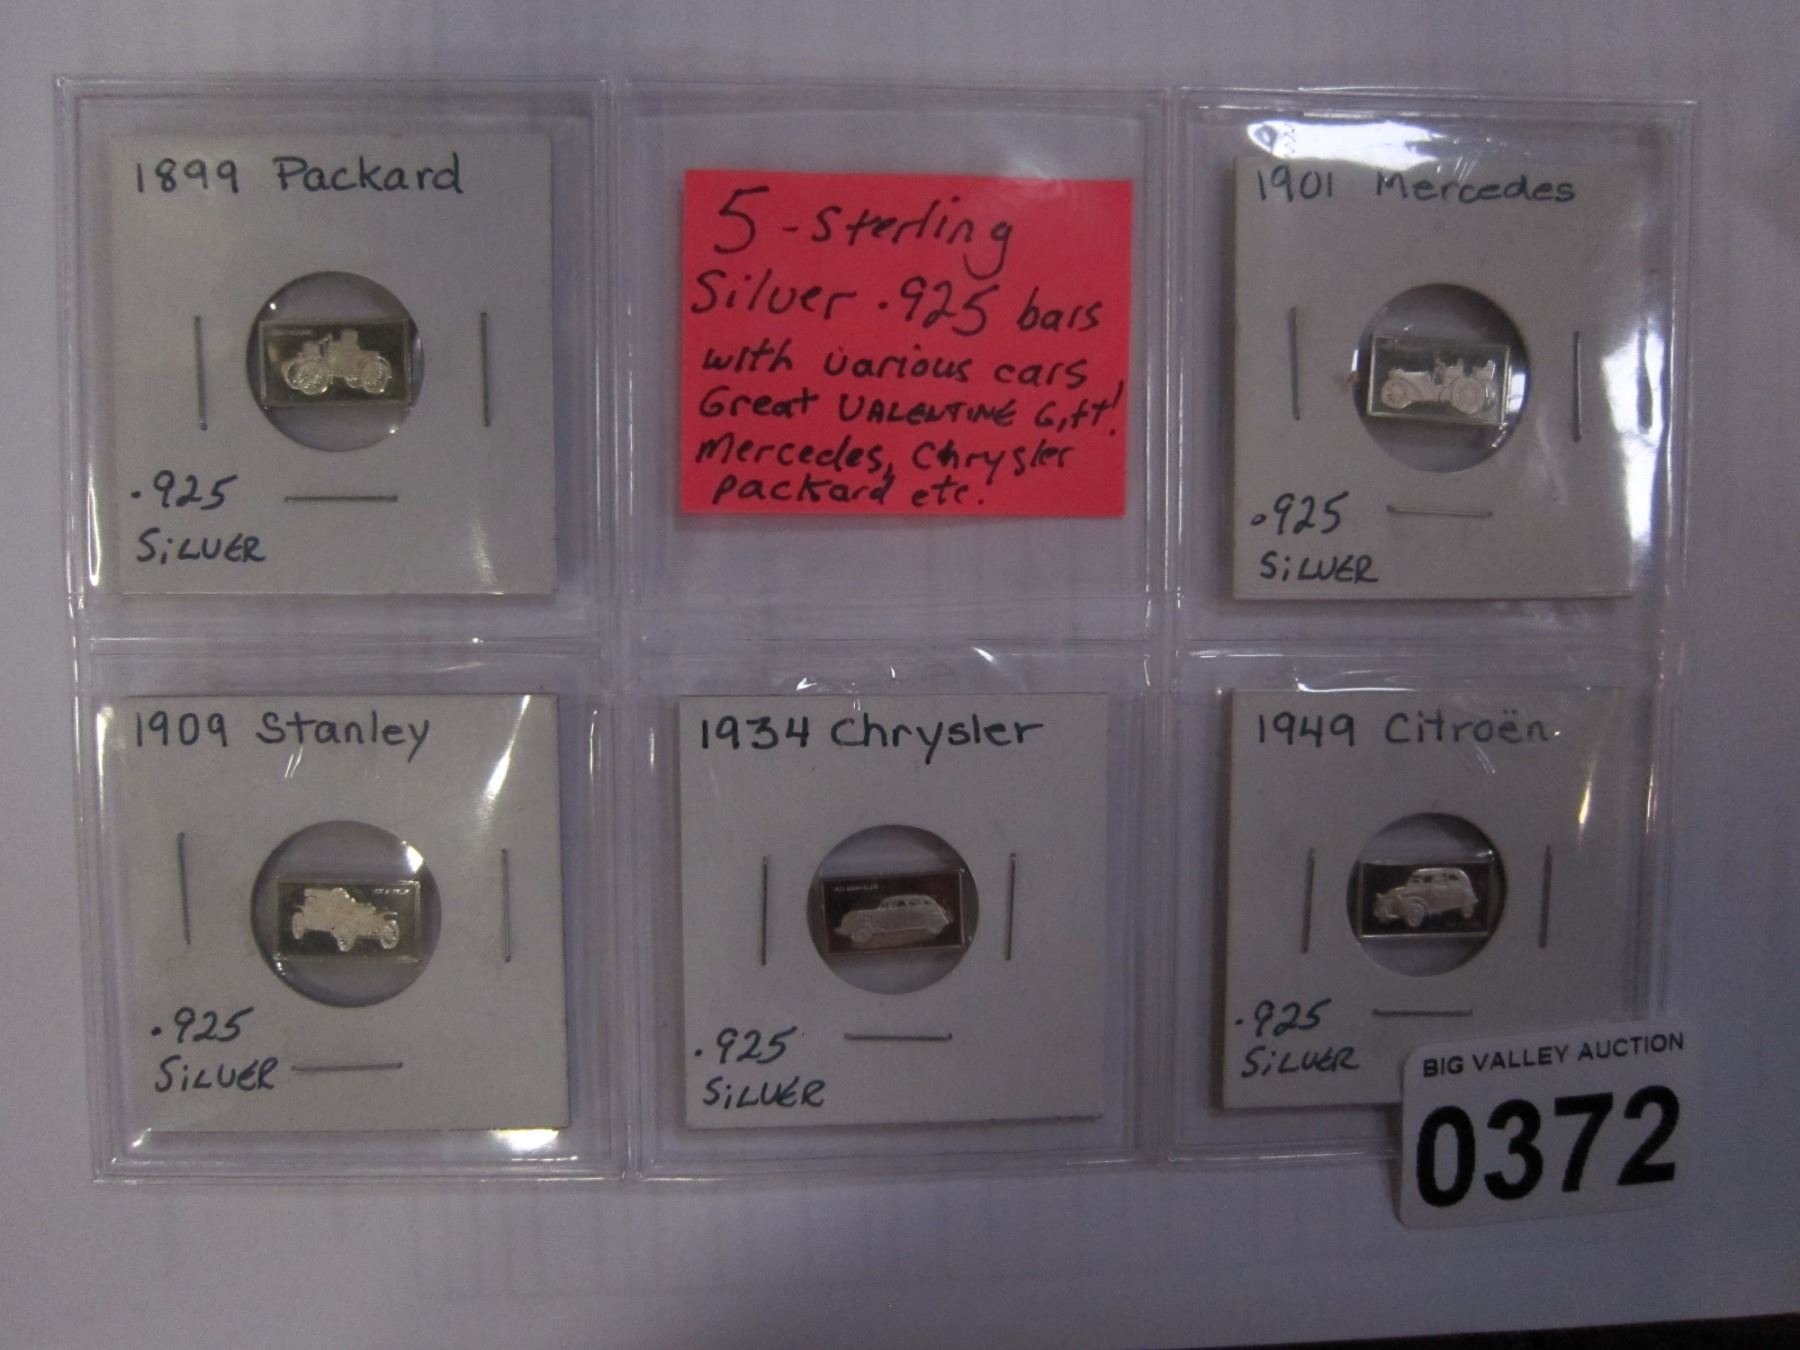 1899 Packard
.925
SiLVER
5 - Sterling
Silver .925 bars
with various cars
Great VALENTINE Gift!
Mercedes, Chrysler
Packard etc.
1901 Mercedes
.925
SiLVER
1909 Stanley
.925
SiLVER
1934 Chrysler
1934 CHRYSLER
.925
SiLVER
1949 Citroën
.925
SiLVER
BIG VALLEY AUCTION
0372